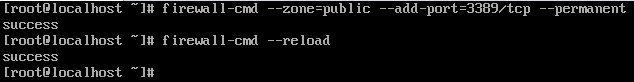 [root@localhost ~]# firewall-cmd --zone=public --add-port=3389/tcp --permanent
success
[root@localhost ~]# firewall-cmd --reload
success
[root@localhost ~]#